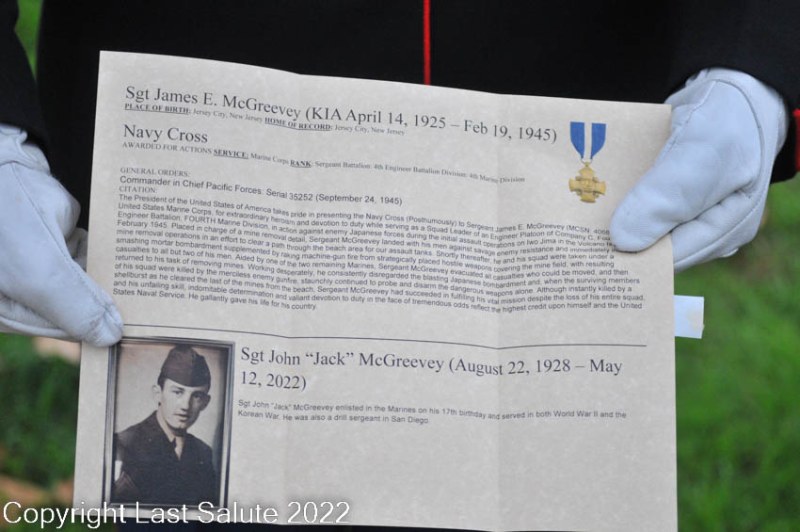 Sgt James E. McGreevey (KIA April 14, 1925 – Feb 19, 1945)
PLACE OF BIRTH: Jersey City, New Jersey HOME OF RECORD: Jersey City, New Jersey
Navy Cross
AWARDED FOR ACTIONS SERVICE: Marine Corps RANK: Sergeant Battalion: 4th Engineer Battalion Division: 4th Marine Division
GENERAL ORDERS:
Commander in Chief Pacific Forces: Serial 35252 (September 24, 1945)
CITATION:
The President of the United States of America takes pride in presenting the Navy Cross (Posthumously) to Sergeant James E. McGreevey (MCSN
United States Marine Corps, for extraordinary heroism and devotion to duty while serving as a Squad Leader of an Engineer Platoon of Company C,
Engineer Battalion, FOURTH Marine Division, in action against enemy Japanese forces during the initial assault operations on Iwo Jima in the Volcano
February 1945. Placed in charge of a mine removal detail, Sergeant McGreevey landed with his men against strong enemy resistance and immediately
mine removal operations in an effort to clear a path through the beach area for our assault tanks. Shortly thereafter, he and his squad were taken under a
smashing mortar bombardment supplemented by raking machine-gun fire from strategically placed hostile weapons covering the mine field, with resulting
casualties to all but two of his men. Aided by one of the two remaining Marines, Sergeant McGreevey evacuated all casualties who could be moved, and then
returned to his task of removing mines. Working desperately, he consistently disregarded the blasting Japanese bombardment and, when the surviving members
of his squad were killed by the merciless enemy gunfire, staunchly continued to probe and disarm the dangerous weapons alone. Although instantly killed by a
shellburst as he cleared the last of the mines from the beach, Sergeant McGreevey had succeeded in fulfilling his vital mission despite the loss of his entire squad,
and his unfailing skill, indomitable determination and valiant devotion to duty in the face of tremendous odds reflect the highest credit upon himself and the United
States Naval Service. He gallantly gave his life for his country.
Sgt John “Jack” McGreevey (August 22, 1928 – May
12, 2022)
Sgt John "Jack" McGreevey enlisted in the Marines on his 17th birthday and served in both World War II and the
Korean War. He was also a drill sergeant in San Diego.
Copyright Last Salute 2022